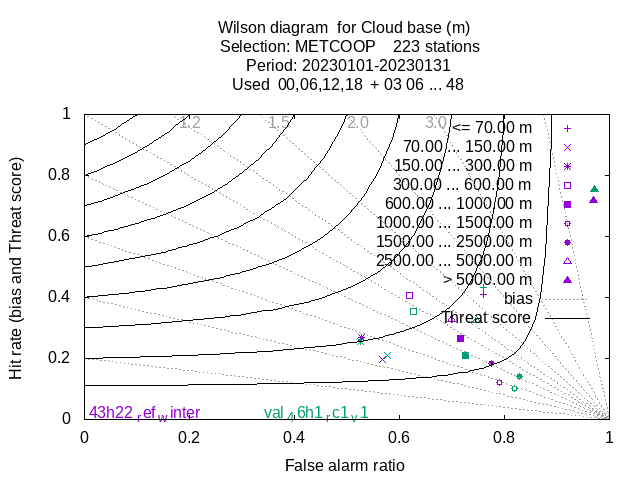 Wilson diagram for Cloud base (m)
Selection: METCOOP 223 stations
Period: 20230101-20230131
Used 00,06,12,18 + 03 06 ... 48
1.2 1.5 2.0 3.0
<= 70.00 m
70.00 ... 150.00 m
150.00 ... 300.00 m
300.00 ... 600.00 m
600.00 ... 1000.00 m
1000.00 ... 1500.00 m
1500.00 ... 2500.00 m
2500.00 ... 5000.00 m
> 5000.00 m
bias
Threat score
Hit rate (bias and Threat score)
1
0.8
0.6
0.4
0.2
0
43h22refwinter val46h1rc1v1
0 0.2 0.4 0.6 0.8 1
False alarm ratio